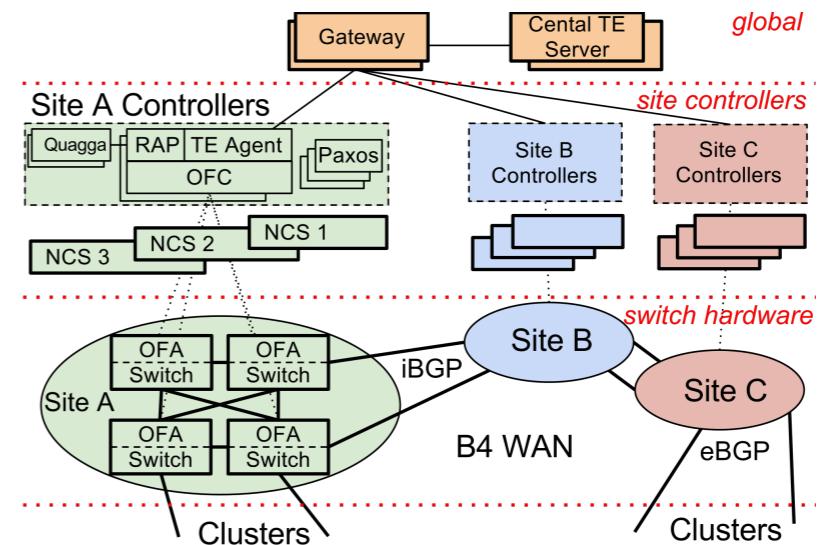 Gateway
Cental TE
Server
global
Site A Controllers
site controllers
Quagga
RAP
TE Agent
OFC
Paxos
Site B
Controllers
Site C
Controllers
NCS 1
NCS 2
NCS 3
switch hardware
OFA
Switch
OFA
Switch
Site A
OFA
Switch
OFA
Switch
iBGP
Site B
Site C
B4 WAN
eBGP
Clusters
Clusters